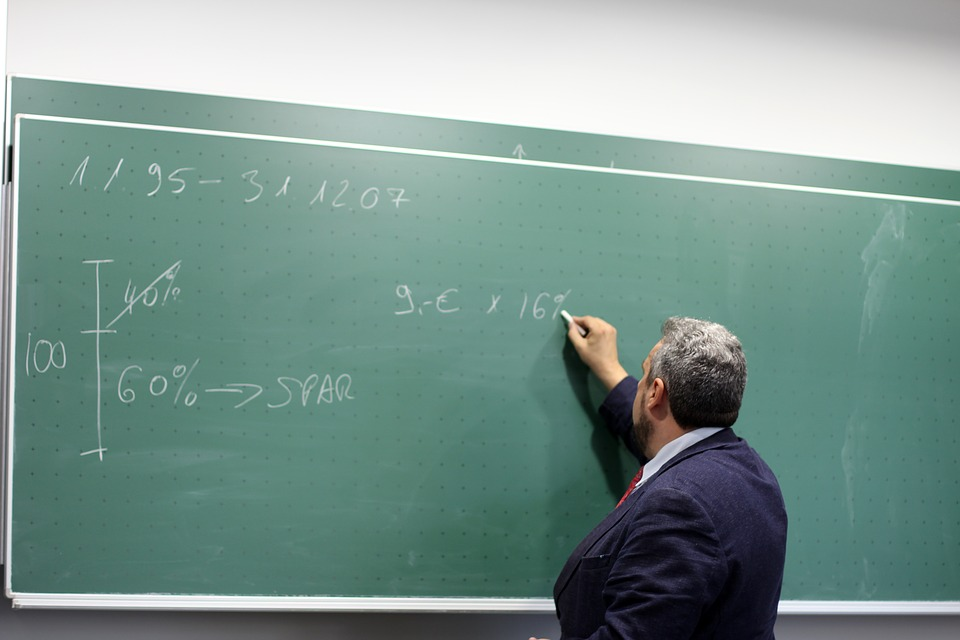 1 1. 95 - 31.12.07
40%
9,-€ x 16%
100
60% → SPAR